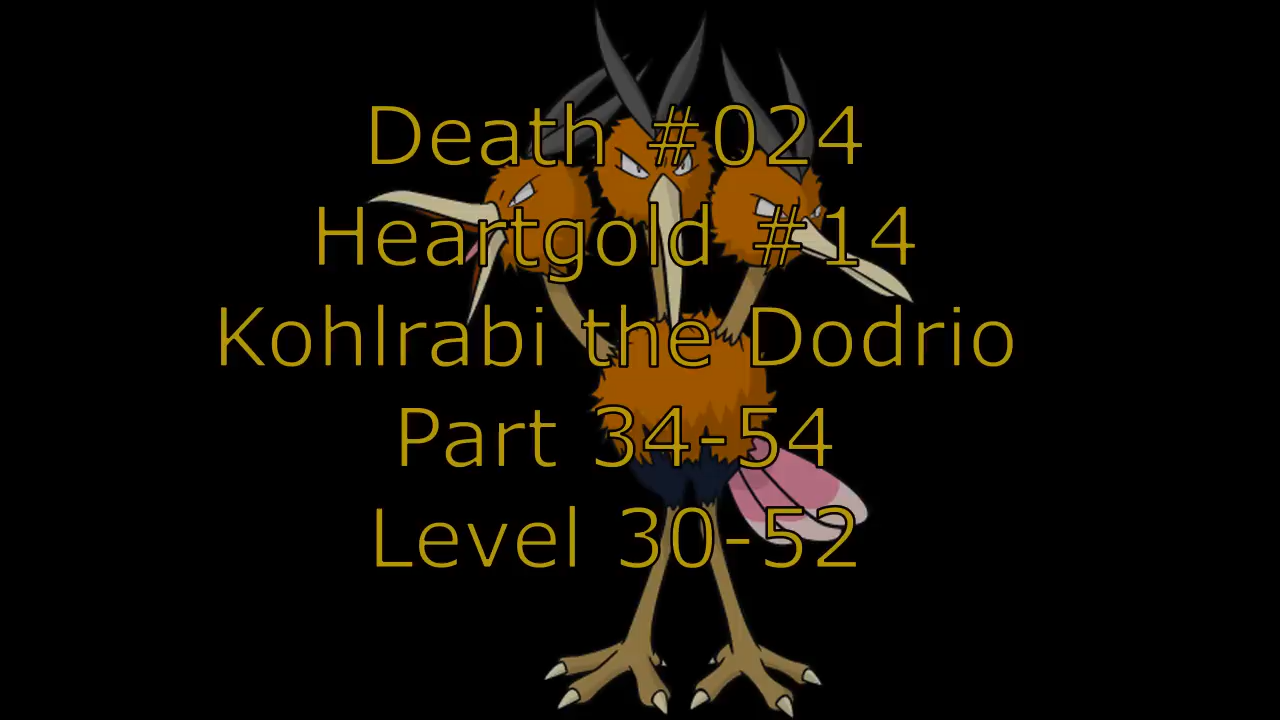 Death #024
Heartgold #14
Kohlrabi the Dodrio
Part 34-54
Level 30-52